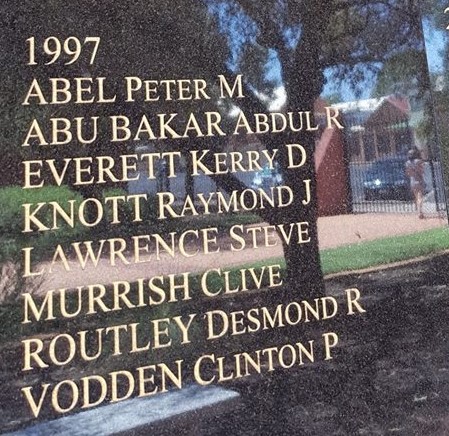 1997
ABEL PETER M
ABU BAKAR ABDUL R
EVERETT KERRY D
KNOTT RAYMOND J
LAWRENCE STEVE
MURRISH CLIVE
ROUTLEY DESMOND R
VODDEN CLINTON P